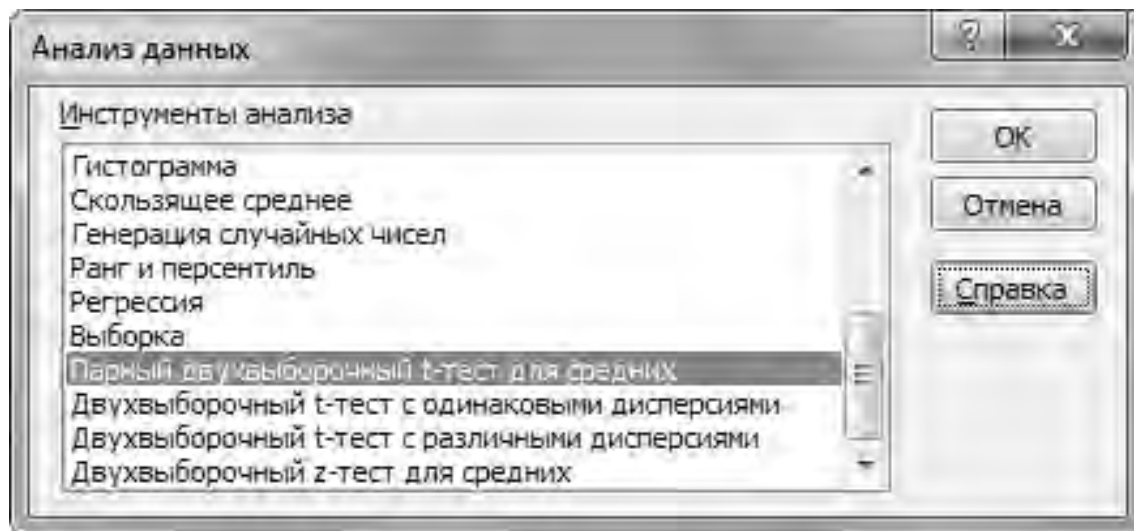 Анализ данных
Инструменты анализа
Гистограмма
Скользящее среднее
Генерация случайных чисел
Ранг и персентиль
Регрессия
Выборка
Парный двухвыборочный t-тест для средних
Двухвыборочный t-тест с одинаковыми дисперсиями
Двухвыборочный t-тест с различными дисперсиями
Двухвыборочный z-тест для средних
ОК
Отмена
Справка